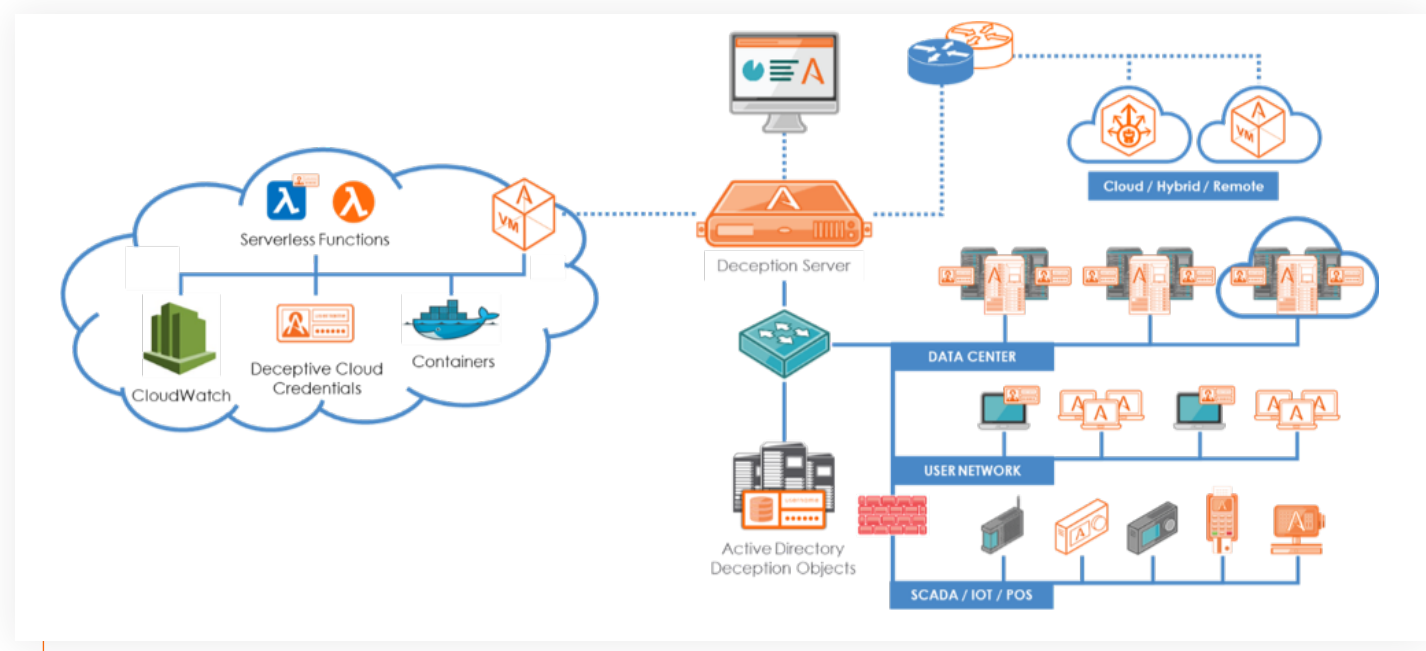 VM
Cloud / Hybrid / Remote
Serverless Functions
VM
Deception Server
CloudWatch
Deceptive Cloud
Credentials
Containers
DATA CENTER
USER NETWORK
Active Directory
Deception Objects
SCADA / IOT / POS